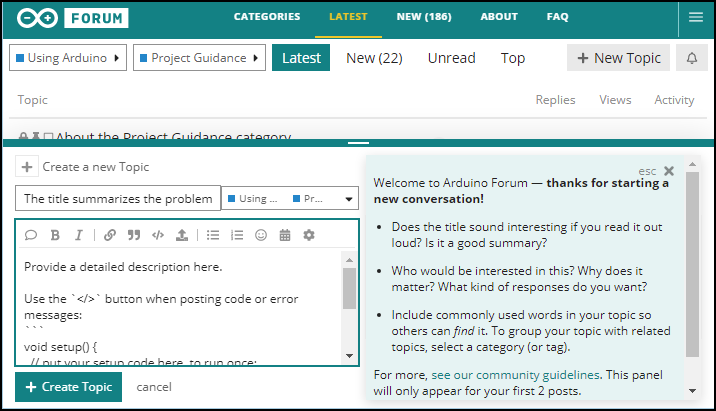 FORUM
CATEGORIES LATEST NEW (186) ABOUT FAQ
Using Arduino Project Guidance Latest New (22) Unread Top + New Topic
Topic Replies Views Activity
About the Project Guidance category
+ Create a new Topic
esc
The title summarizes the problem Using ... Pr...
B I
Provide a detailed description here.
Use the `</>` button when posting code or error
messages:
```
void setup() {
// put your setup code here, to run once:
+ Create Topic cancel
Welcome to Arduino Forum — thanks for starting a
new conversation!
• Does the title sound interesting if you read it out
loud? Is it a good summary?
• Who would be interested in this? Why does it
matter? What kind of responses do you want?
• Include commonly used words in your topic so
others can find it. To group your topic with related
topics, select a category (or tag).
For more, see our community guidelines. This panel
will only appear for your first 2 posts.